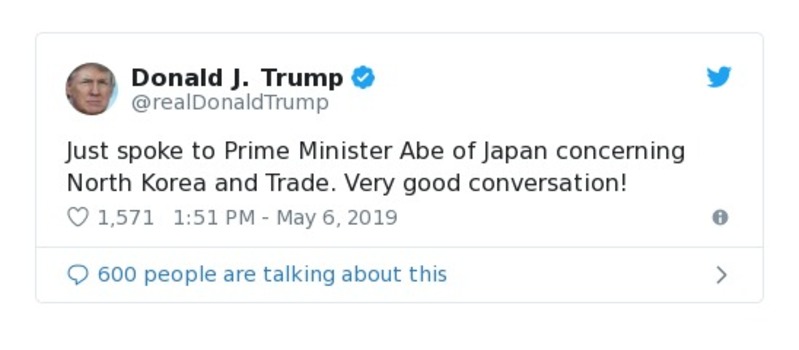 Donald J. Trump
@realDonaldTrump
Just spoke to Prime Minister Abe of Japan concerning
North Korea and Trade. Very good conversation!
1,571 1:51 PM - May 6, 2019
600 people are talking about this